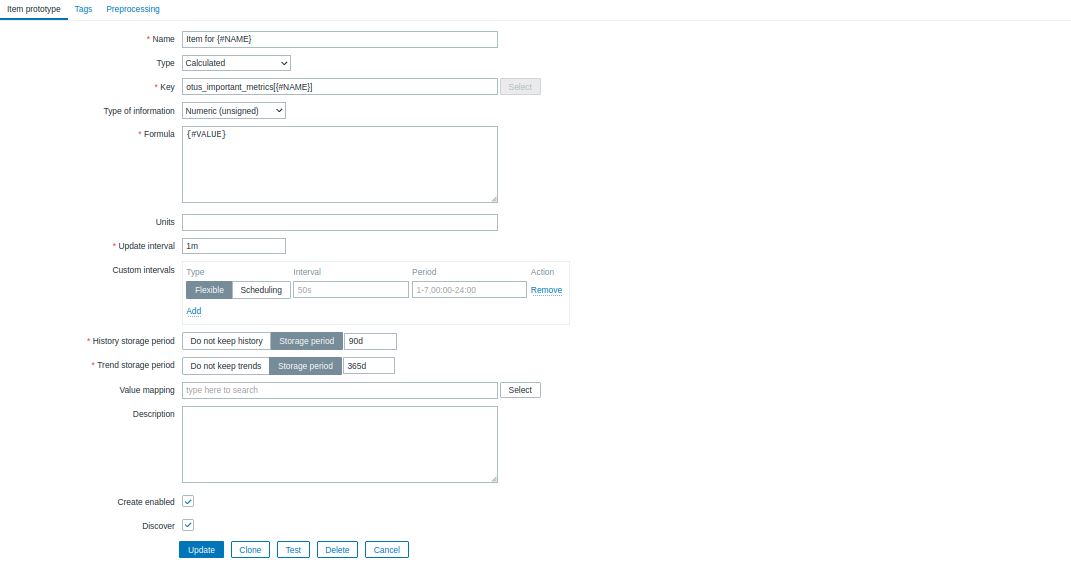 Item prototype Tags Preprocessing
* Name Item for {#NAME}
Type Calculated
* Key otus_important_metrics[{#NAME}] Select
Type of information Numeric (unsigned)
* Formula {#VALUE}
Units
* Update interval 1m
Custom intervals Type Interval Period Action
Flexible Scheduling 50s 1-7,00:00-24:00 Remove
Add
* History storage period Do not keep history Storage period 90d
* Trend storage period Do not keep trends Storage period 365d
Value mapping type here to search Select
Description
Create enabled
Discover
Update Clone Test Delete Cancel